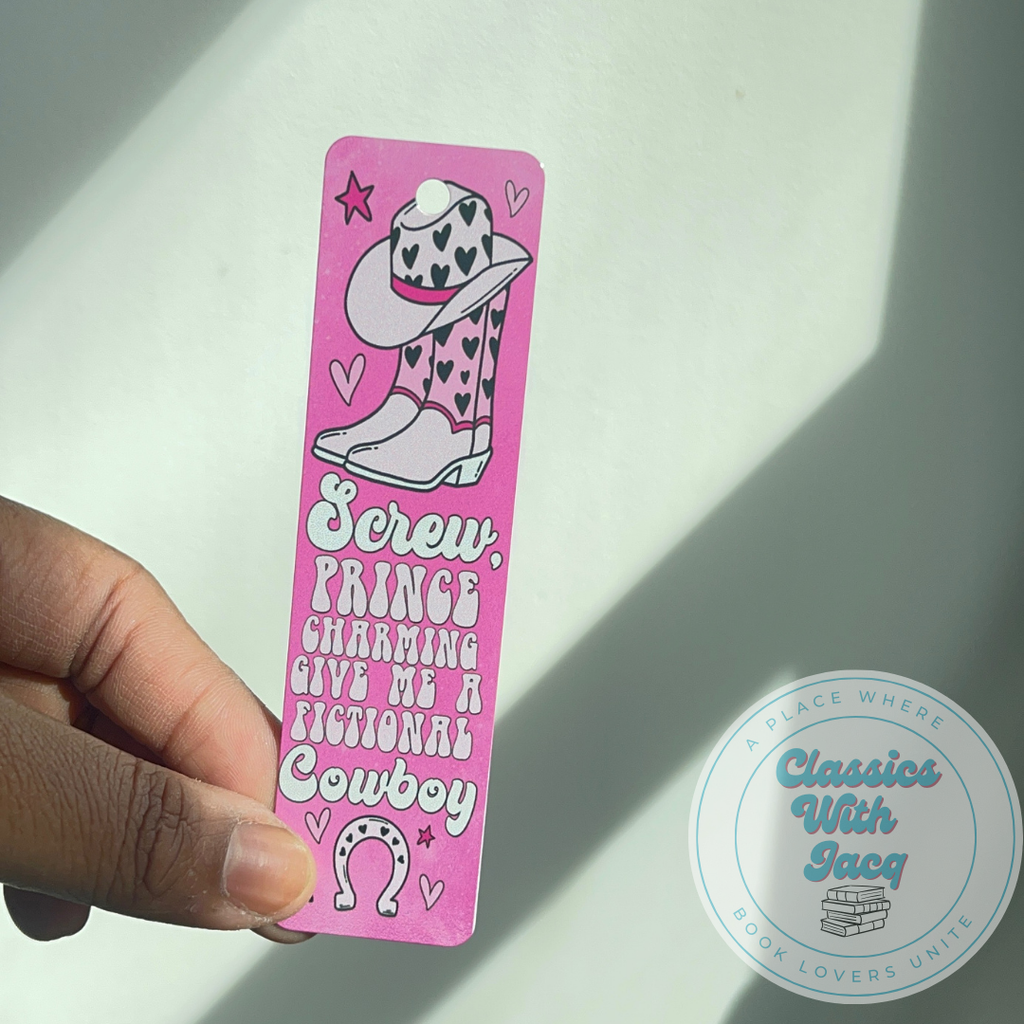 Screw,
PRINCE
CHARMING
GIVE ME A
FICTIONAL
Cowboy
A PLACE WHERE
Classics
With
Jacq
BOOK LOVERS UNITE